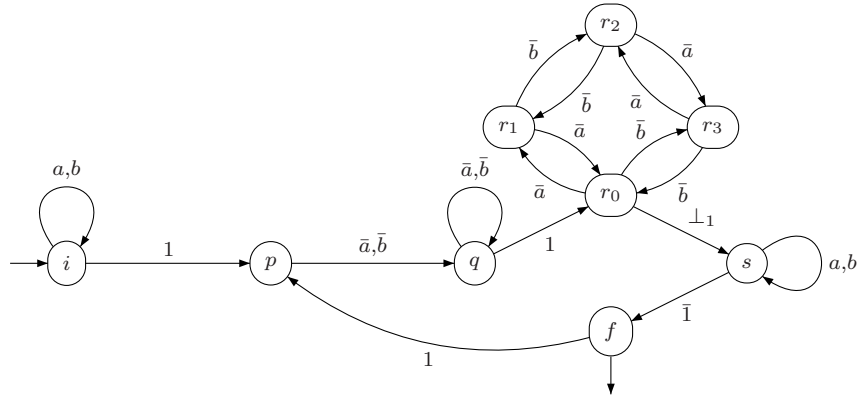 r₂
b̄
ā
b̄
ā
r₁
ā
b̄
r₃
a,b
ā,b̄
ā
r₀
b̄
⊥₁
i
1
p
ā,b̄
q
1
s
a,b
1̄
f
1